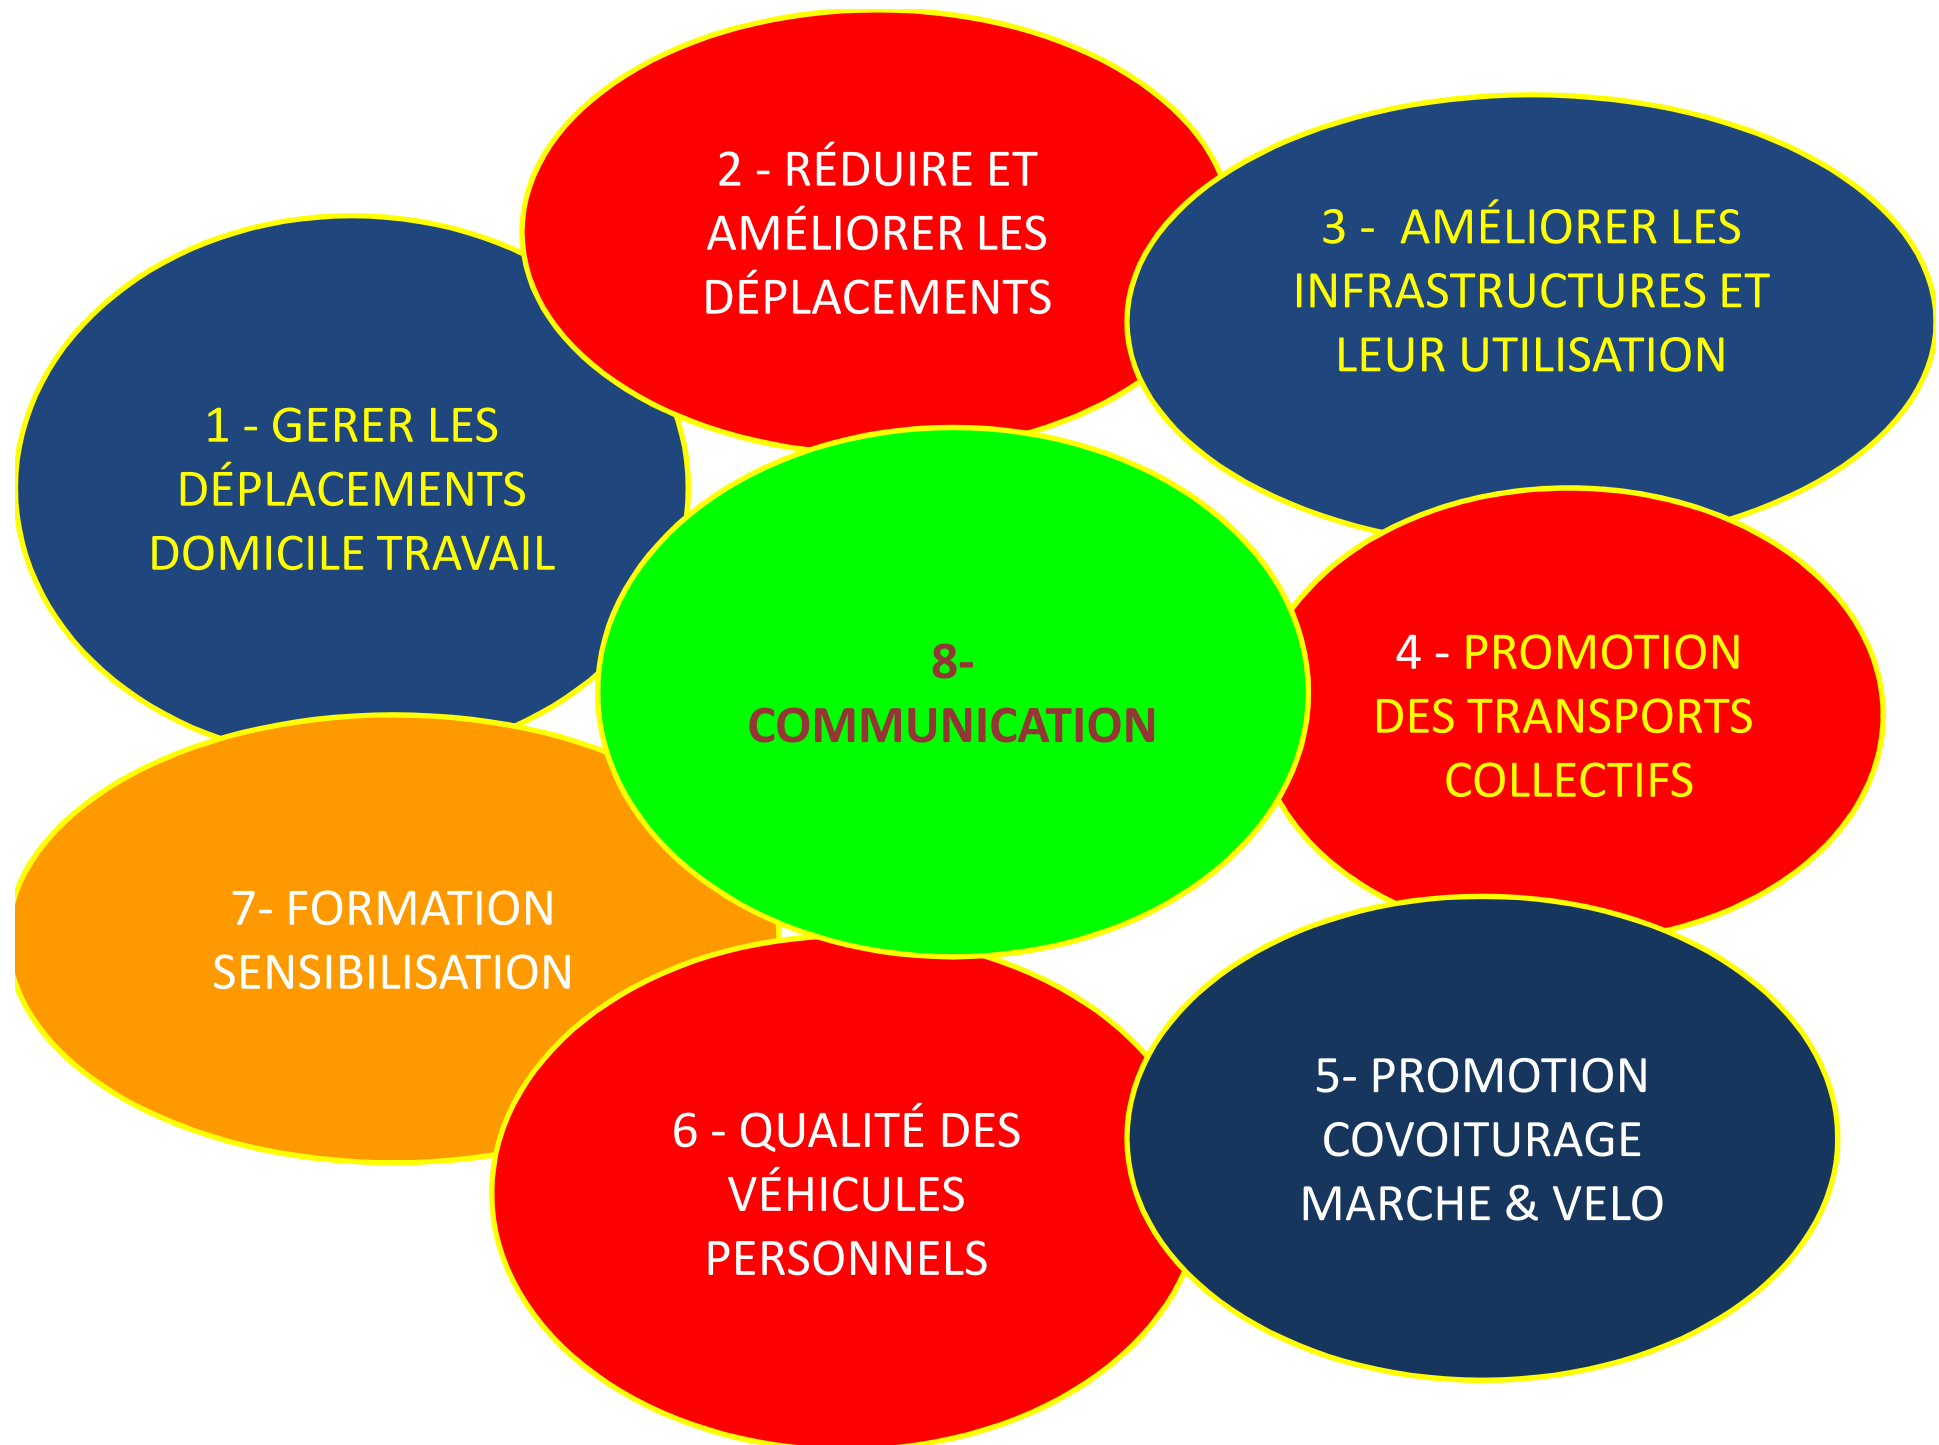 1 - GERER LES
DÉPLACEMENTS
DOMICILE TRAVAIL
2 - RÉDUIRE ET
AMÉLIORER LES
DÉPLACEMENTS
3 - AMÉLIORER LES
INFRASTRUCTURES ET
LEUR UTILISATION
4 - PROMOTION
DES TRANSPORTS
COLLECTIFS
5- PROMOTION
COVOITURAGE
MARCHE & VELO
6 - QUALITÉ DES
VÉHICULES
PERSONNELS
7- FORMATION
SENSIBILISATION
8-
COMMUNICATION